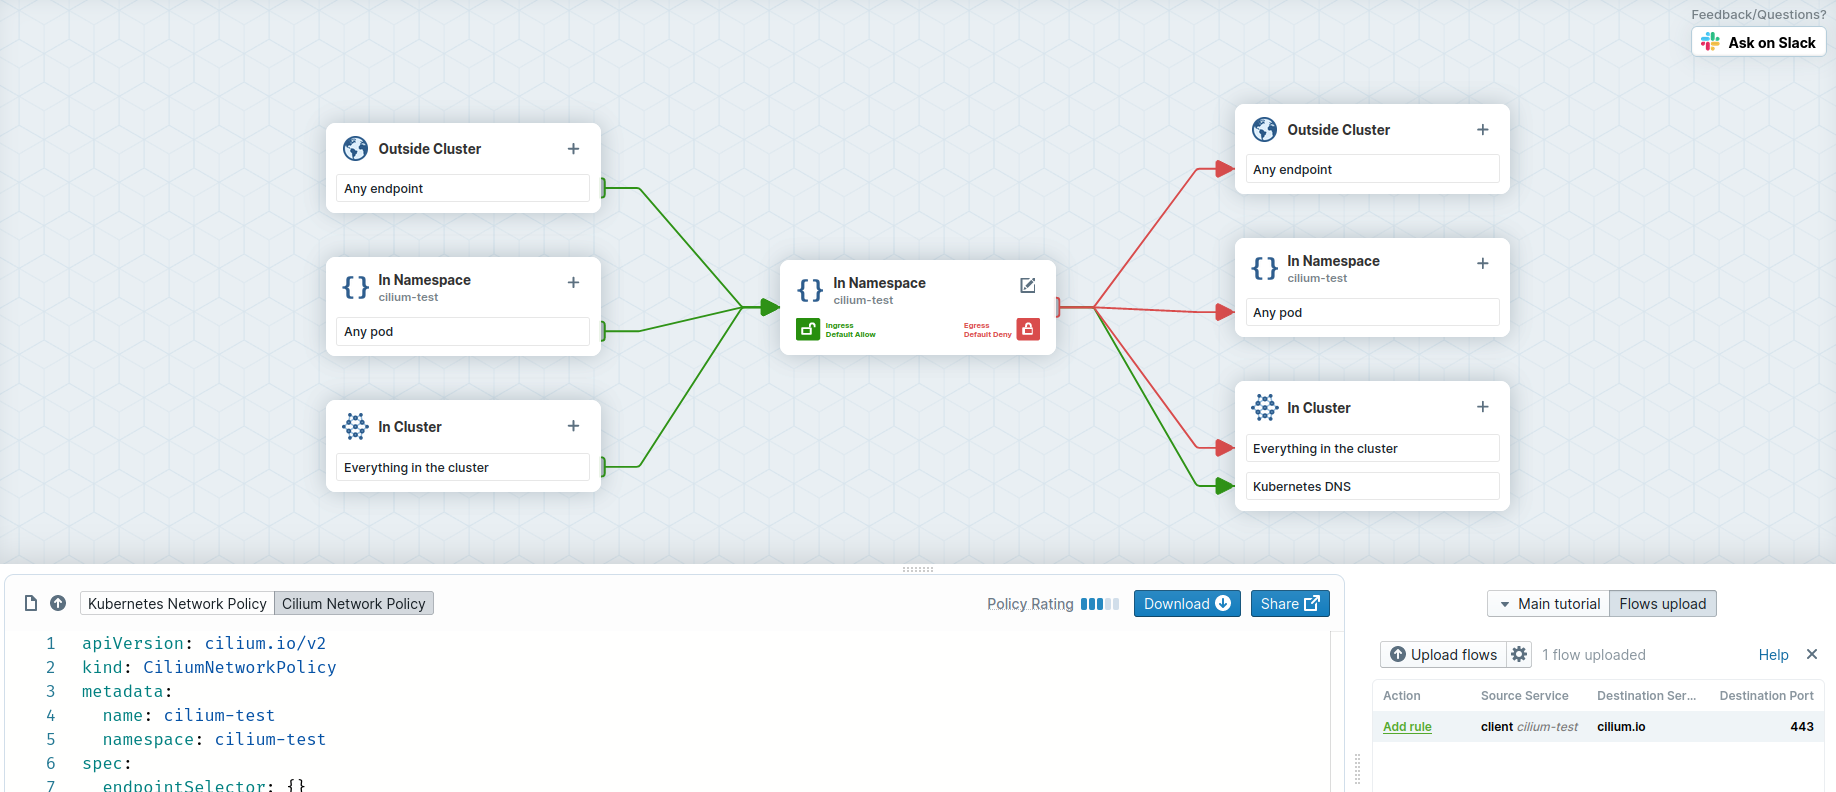 Feedback/Questions?
Ask on Slack
Outside Cluster
Any endpoint
In Namespace
cilium-test
Any pod
In Cluster
Everything in the cluster
In Namespace
cilium-test
Ingress
Default Allow
Egress
Default Deny
Outside Cluster
Any endpoint
In Namespace
cilium-test
Any pod
In Cluster
Everything in the cluster
Kubernetes DNS
Kubernetes Network Policy Cilium Network Policy Policy Rating Download Share
1 apiVersion: cilium.io/v2
2 kind: CiliumNetworkPolicy
3 metadata:
4 name: cilium-test
5 namespace: cilium-test
6 spec:
7 endpointSelector: {}
Main tutorial Flows upload
Upload flows 1 flow uploaded Help
Action Source Service Destination Ser... Destination Port
Add rule client cilium-test cilium.io 443